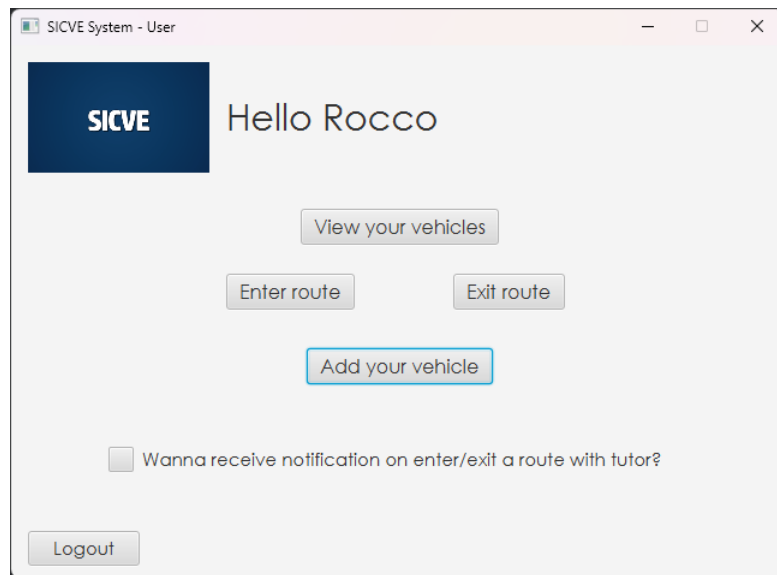 SICVE System - User
SICVE
Hello Rocco
View your vehicles
Enter route
Exit route
Add your vehicle
Wanna receive notification on enter/exit a route with tutor?
Logout